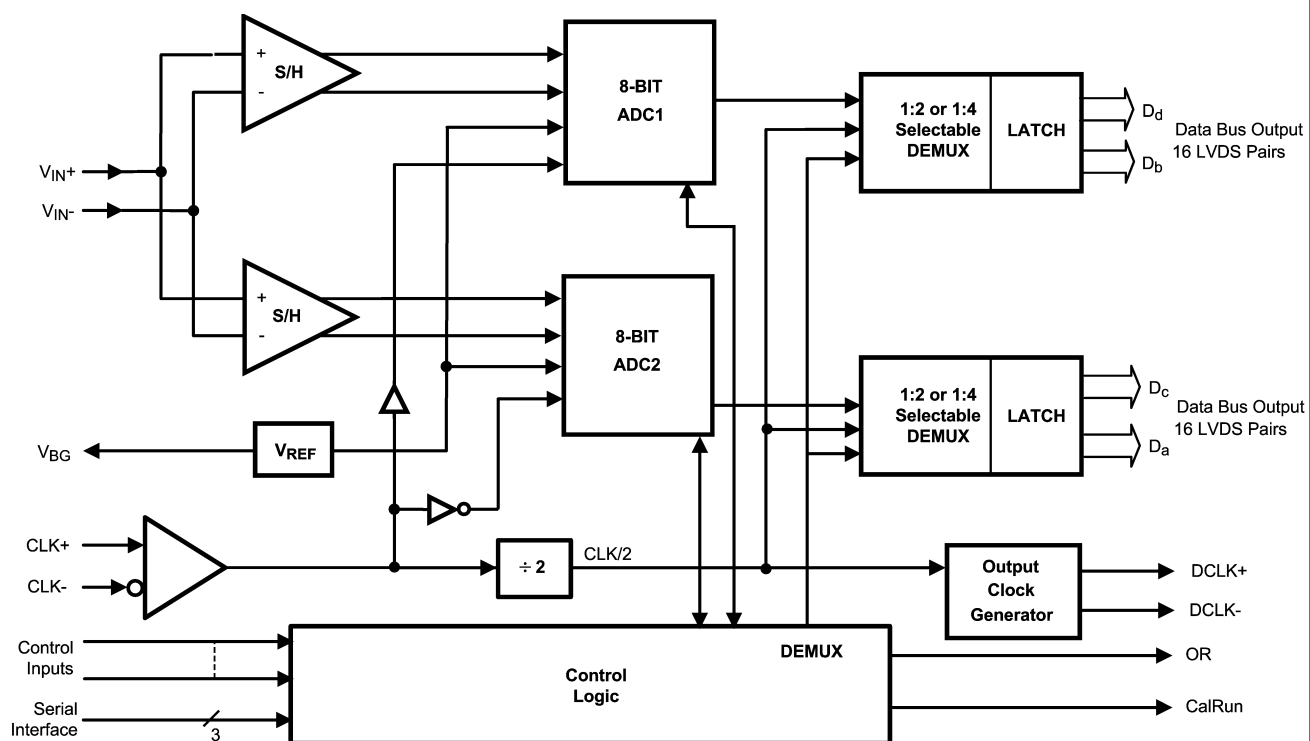 +
S/H
-
8-BIT
ADC1
1:2 or 1:4
Selectable
DEMUX
LATCH
Dd
Db
Data Bus Output
16 LVDS Pairs
VIN+
VIN-
+
S/H
-
8-BIT
ADC2
1:2 or 1:4
Selectable
DEMUX
LATCH
Dc
Da
Data Bus Output
16 LVDS Pairs
VBG
VREF
CLK+
CLK-
÷ 2
CLK/2
Output
Clock
Generator
DCLK+
DCLK-
Control
Inputs
Serial
Interface
3
DEMUX
Control
Logic
OR
CalRun